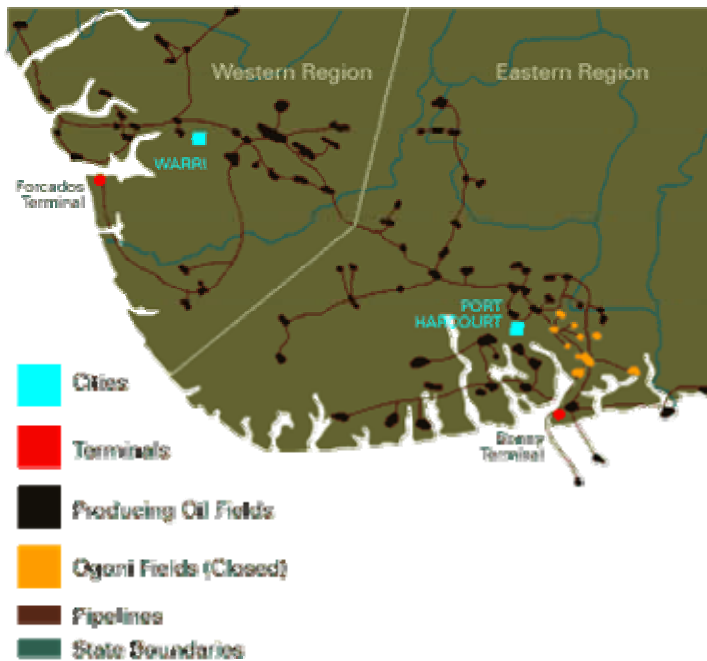 Western Region
Eastern Region
WARRI
Forcados
Terminal
PORT
HARCOURT
Bonny
Terminal
Cities
Terminals
Producing Oil Fields
Ogoni Fields (Closed)
Pipelines
State Boundaries